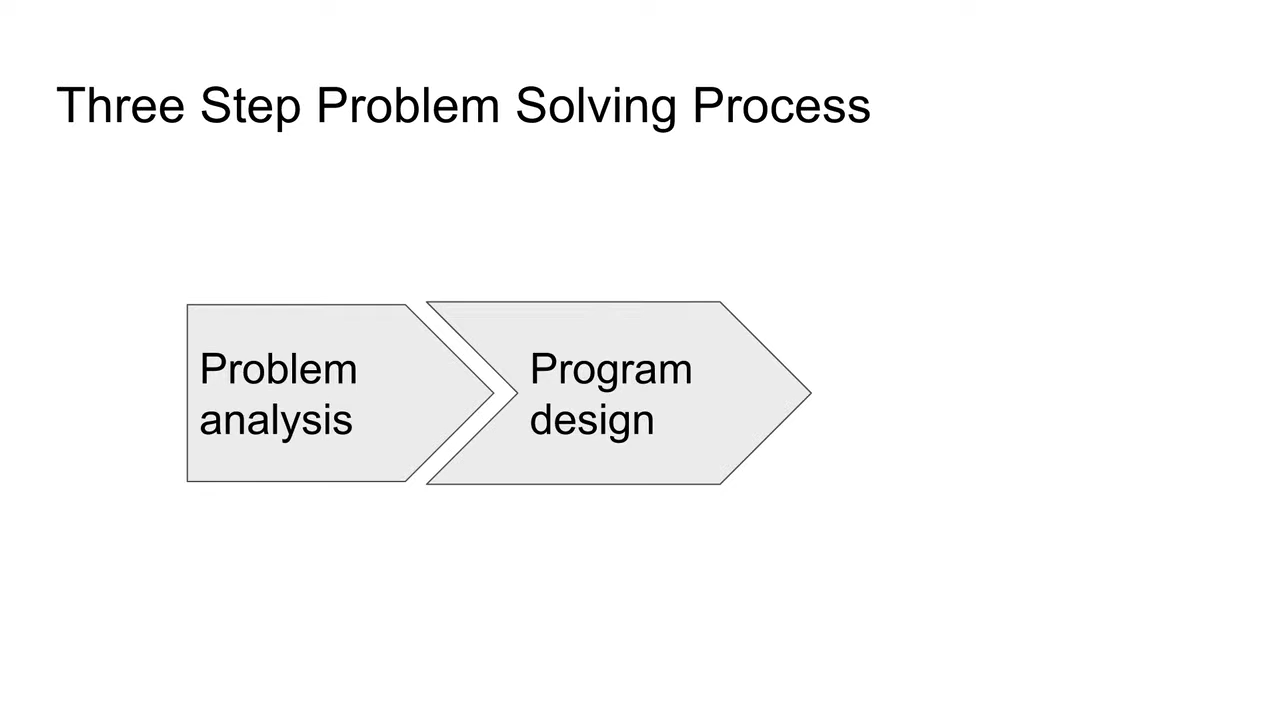 Three Step Problem Solving Process
Problem
analysis
Program
design